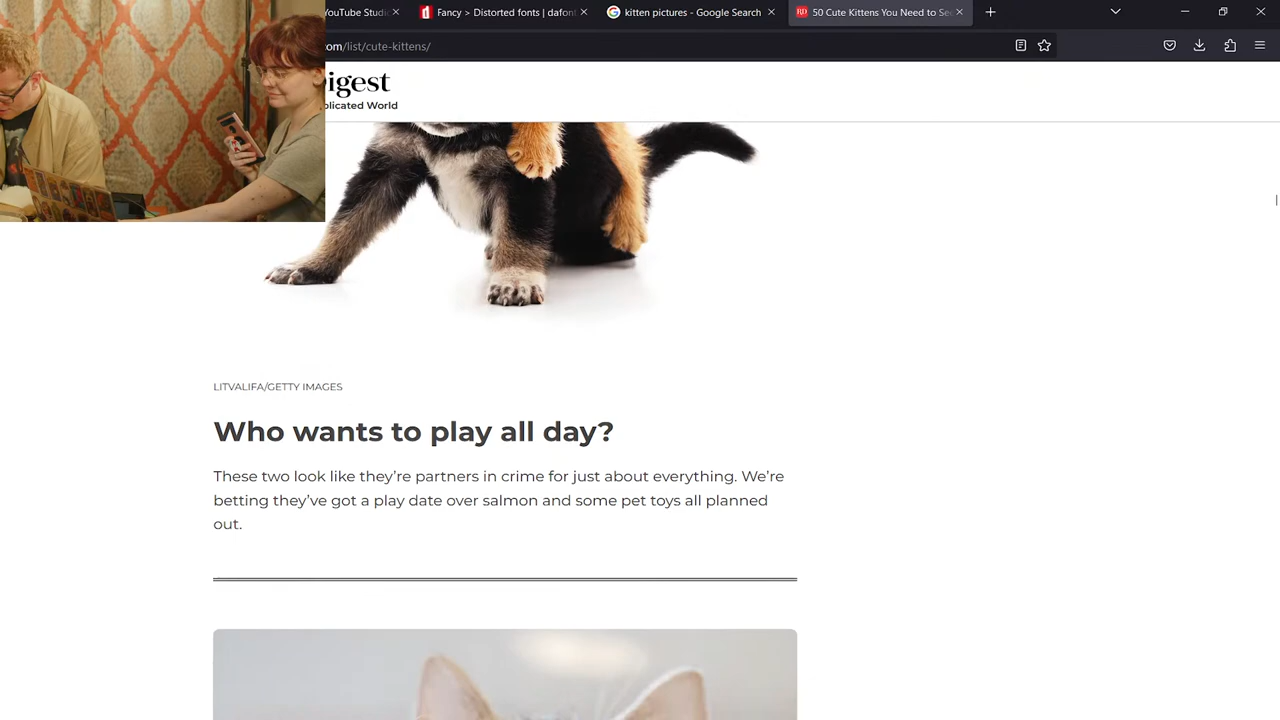 YouTube Studi
Fancy > Distorted fonts | dafont
kitten pictures - Google Search
50 Cute Kittens You Need to See
om/list/cute-kittens/
igest
plicated World
LITVALIFA/GETTY IMAGES
Who wants to play all day?
These two look like they’re partners in crime for just about everything. We’re
betting they’ve got a play date over salmon and some pet toys all planned
out.